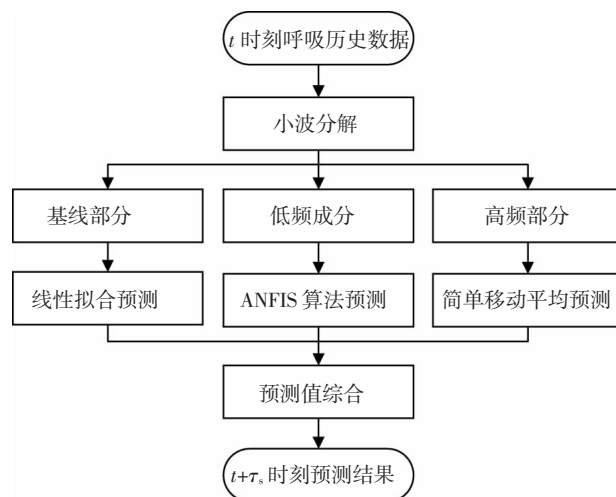 t 时刻呼吸历史数据
小波分解
基线部分
低频成分
高频部分
线性拟合预测
ANFIS 算法预测
简单移动平均预测
预测值综合
t+τs 时刻预测结果